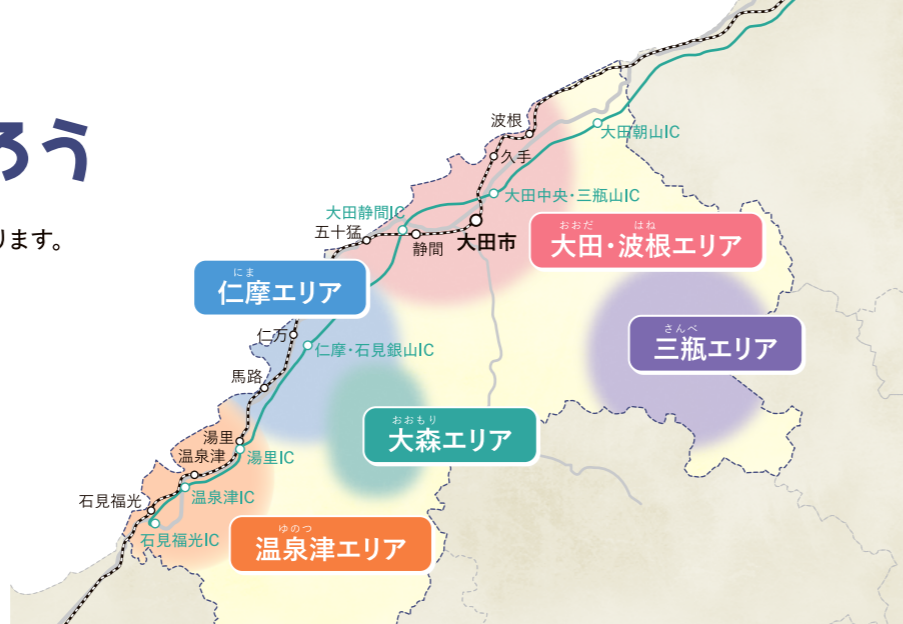 ろう
ります。
波根
久手
大田朝山IC
大田中央・三瓶山IC
大田静間IC
五十猛
静間
大田市
おおだ はね
大田・波根エリア
にま
仁摩エリア
さんべ
三瓶エリア
仁万
仁摩・石見銀山IC
馬路
おおもり
大森エリア
湯里
湯里IC
温泉津
温泉津IC
石見福光
石見福光IC
ゆのつ
温泉津エリア